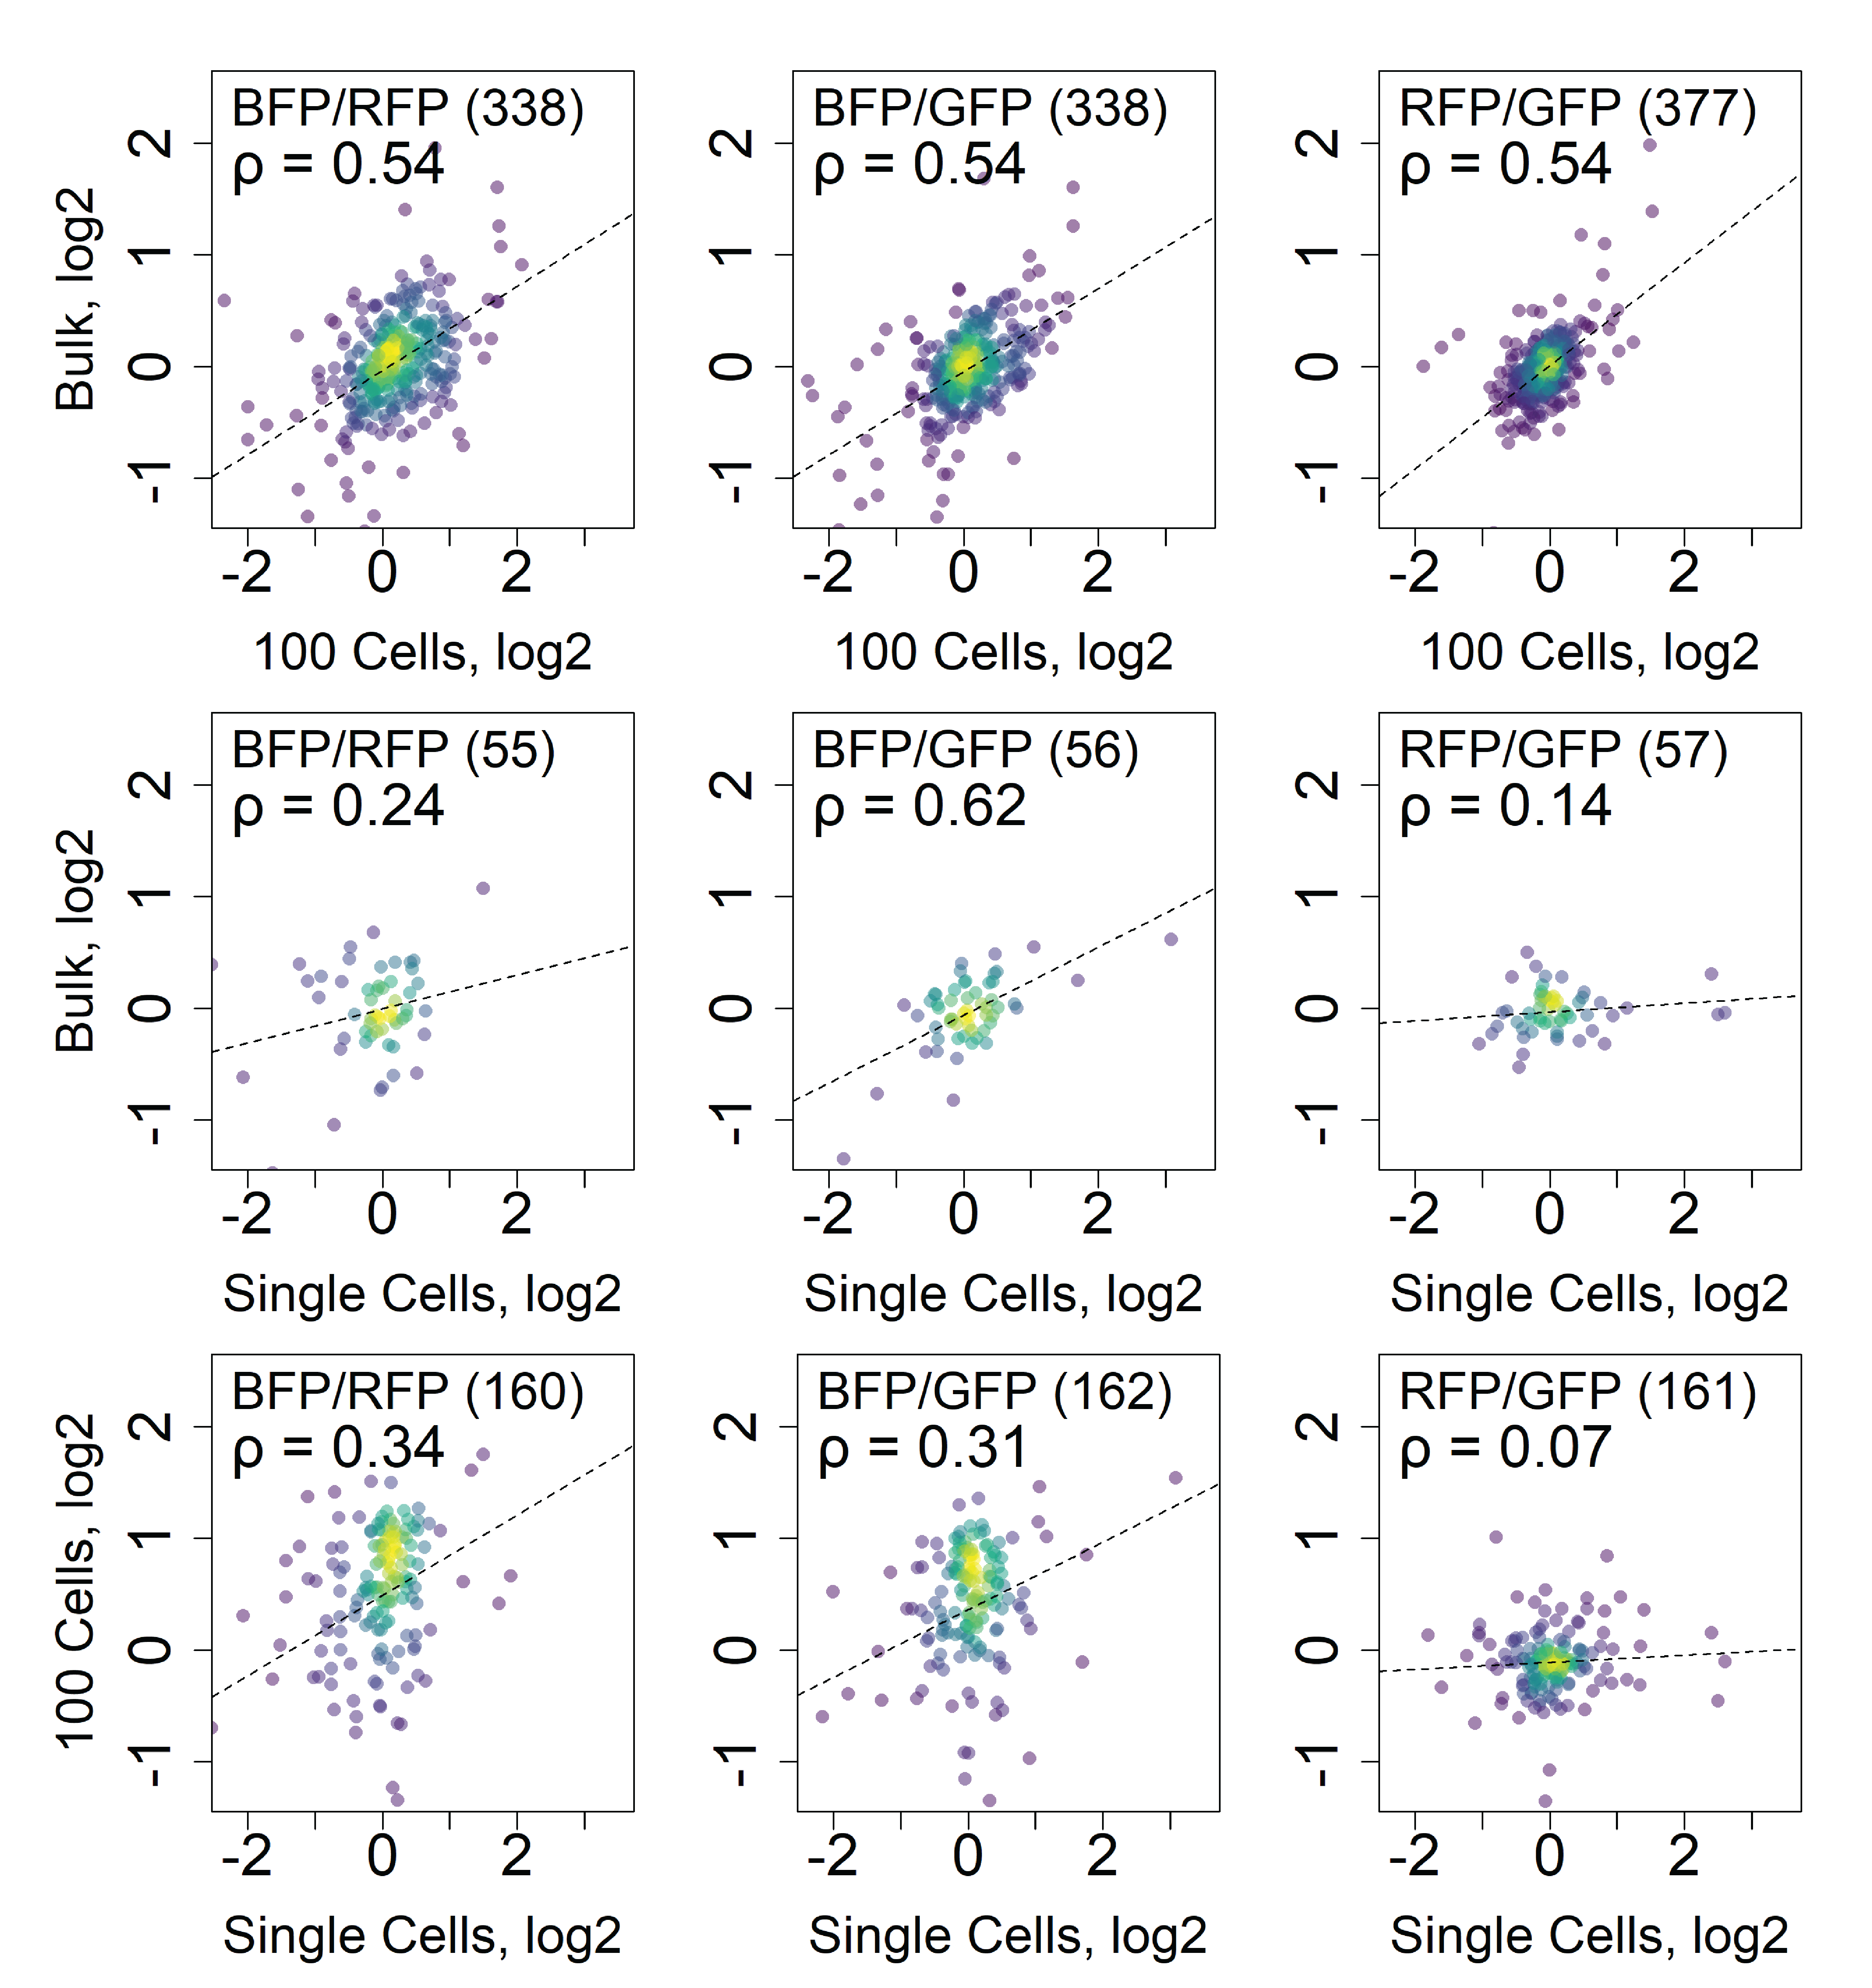 BFP/RFP (338)
ρ = 0.54
BFP/GFP (338)
ρ = 0.54
RFP/GFP (377)
ρ = 0.54
Bulk, log2
2
1
0
-1
2
1
0
-1
2
1
0
-1
-2 0 2
-2 0 2
-2 0 2
100 Cells, log2
100 Cells, log2
100 Cells, log2
BFP/RFP (55)
ρ = 0.24
BFP/GFP (56)
ρ = 0.62
RFP/GFP (57)
ρ = 0.14
Bulk, log2
2
1
0
-1
2
1
0
-1
2
1
0
-1
-2 0 2
-2 0 2
-2 0 2
Single Cells, log2
Single Cells, log2
Single Cells, log2
BFP/RFP (160)
ρ = 0.34
BFP/GFP (162)
ρ = 0.31
RFP/GFP (161)
ρ = 0.07
100 Cells, log2
2
1
0
-1
2
1
0
-1
2
1
0
-1
-2 0 2
-2 0 2
-2 0 2
Single Cells, log2
Single Cells, log2
Single Cells, log2